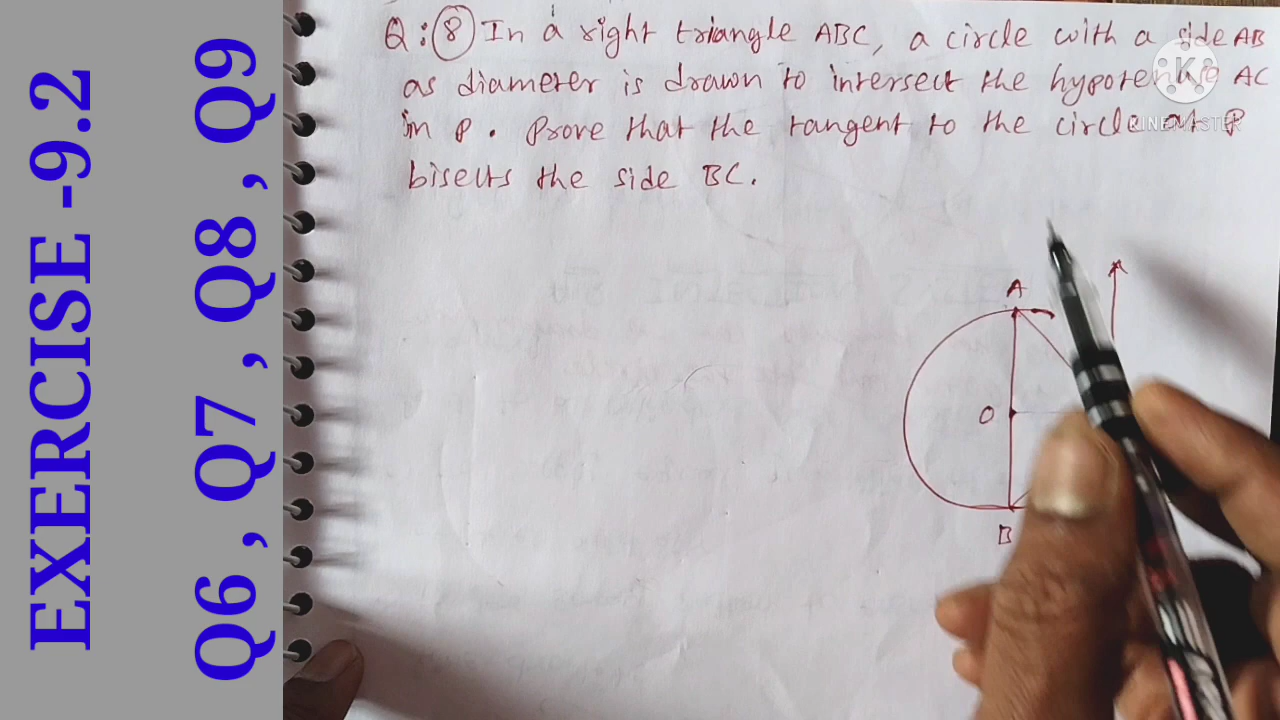 EXERCISE -9.2
Q6 , Q7 , Q8 , Q9
Q:8 In a right triangle ABC, a circle with a side AB
as diameter is drawn to intersect the hypotenuse AC
in P. Prove that the tangent to the circle at P
bisects the side BC.
KINEMASTER
A
O
B